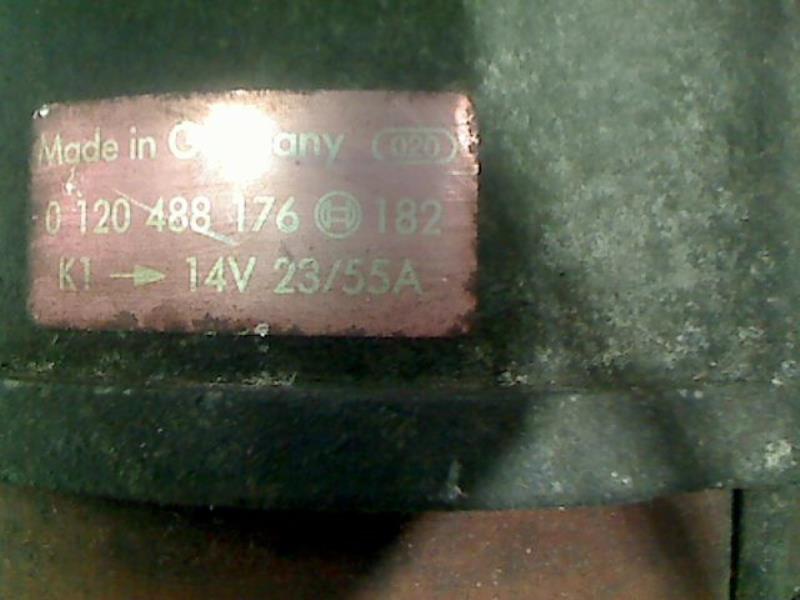 Made in Germany 020
0 120 488 176 182
K1 → 14V 23/55A